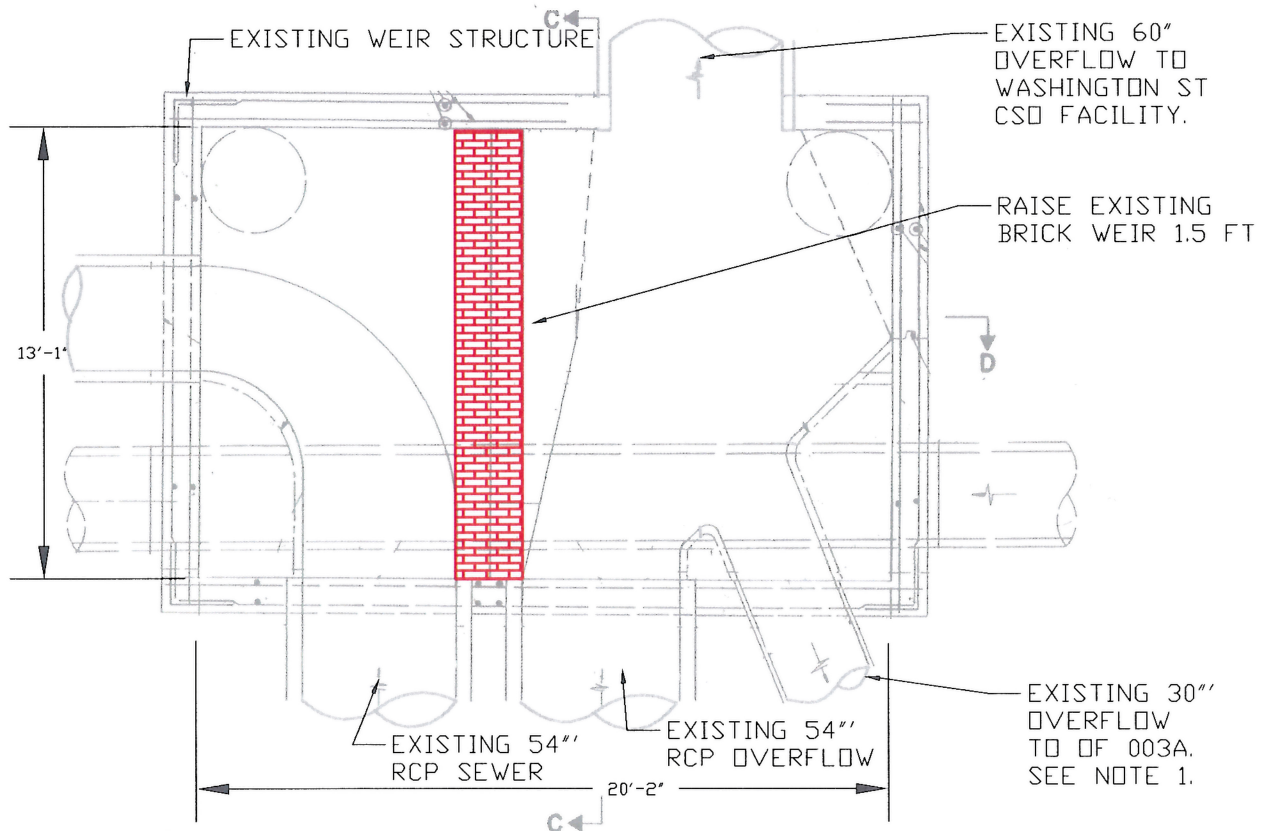 C
EXISTING WEIR STRUCTURE
EXISTING 60"
OVERFLOW TO
WASHINGTON ST
CSO FACILITY.
RAISE EXISTING
BRICK WEIR 1.5 FT
13'-1"
D
EXISTING 54"'
RCP SEWER
EXISTING 54"'
RCP OVERFLOW
EXISTING 30"'
OVERFLOW
TO OF 003A.
SEE NOTE 1.
20'-2"
C